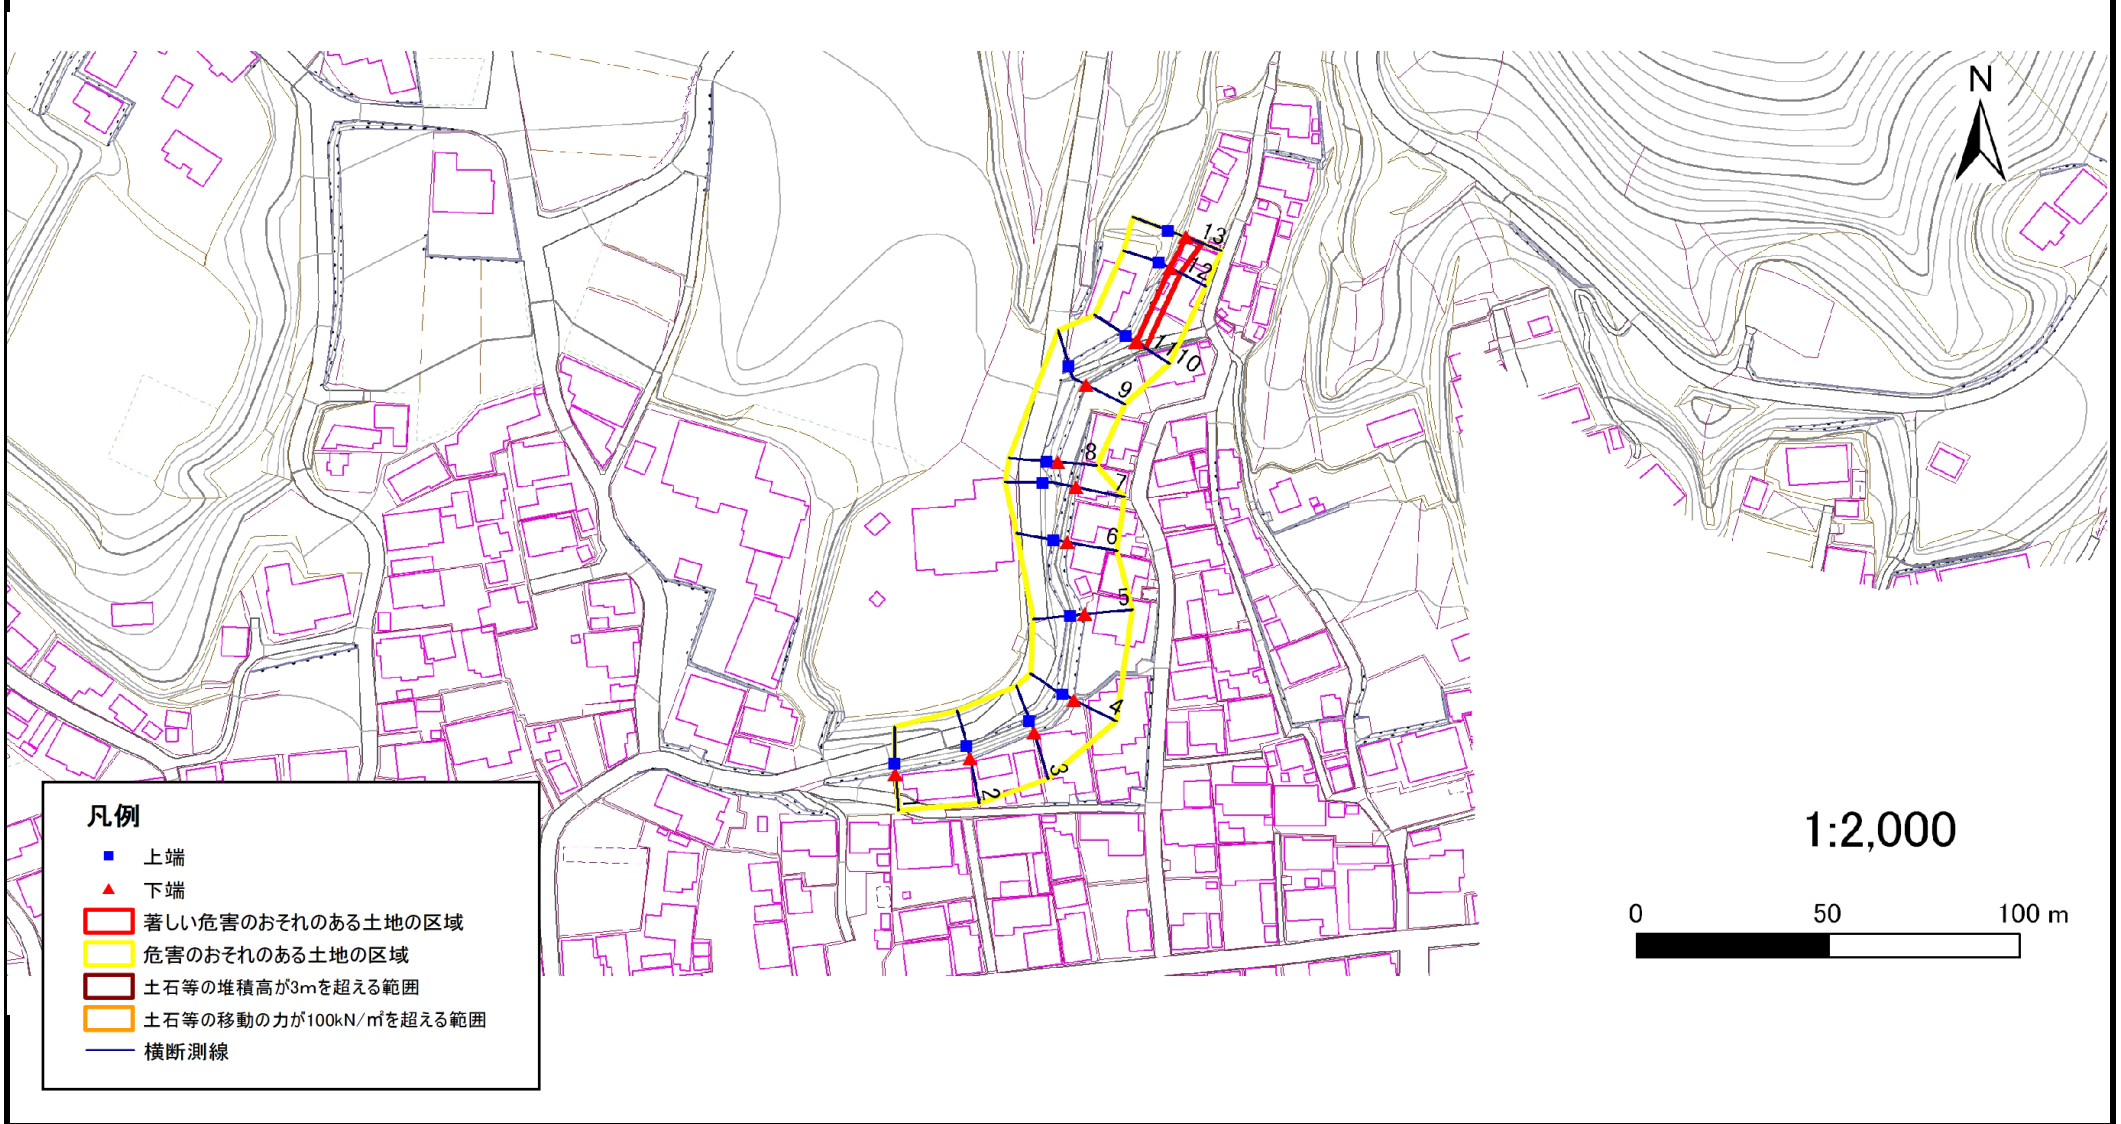 N
13
12
11
10
9
8
7
6
5
4
3
2
1
凡例
上端
下端
著しい危害のおそれのある土地の区域
危害のおそれのある土地の区域
土石等の堆積高が3mを超える範囲
土石等の移動の力が100kN/㎡を超える範囲
横断測線
1:2,000
0 50 100 m